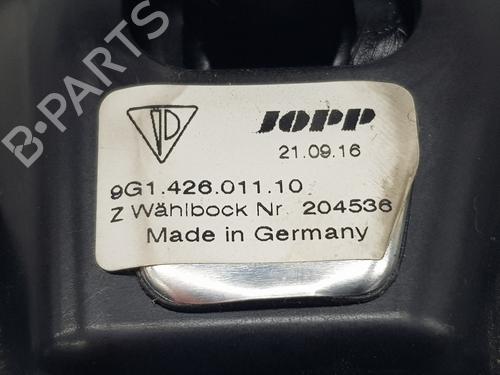 JOPP
21.09.16
9G1.426.011.10
Z Wählbock Nr. 204536
Made in Germany
B-PARTS